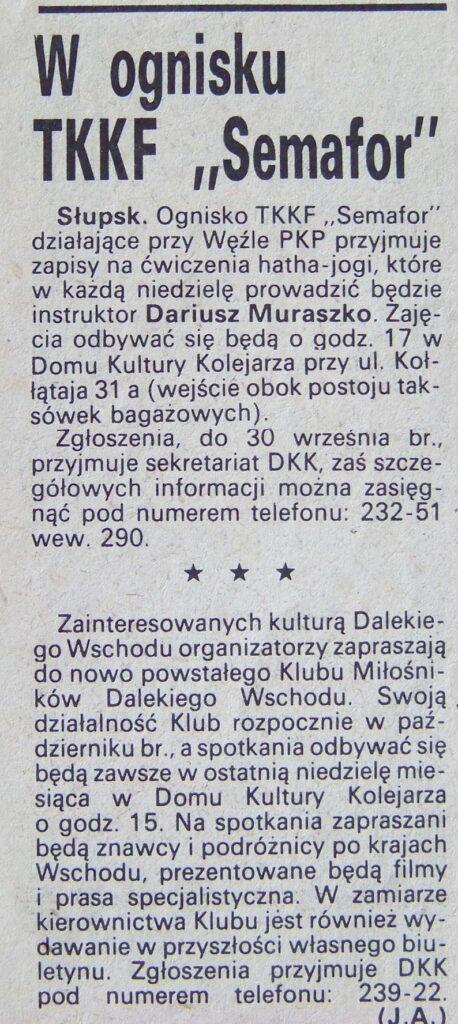 W ognisku
TKKF „Semafor”
Słupsk. Ognisko TKKF „Semafor”
działające przy Węźle PKP przyjmuje
zapisy na ćwiczenia hatha-jogi, które
w każdą niedzielę prowadzić będzie
instruktor Dariusz Muraszko. Zaję-
cia odbywać się będą o godz. 17 w
Domu Kultury Kolejarza przy ul. Koł-
łątaja 31 a (wejście obok postoju tak-
sówek bagażowych).
Zgłoszenia, do 30 września br.,
przyjmuje sekretariat DKK, zaś szcze-
gółowych informacji można zasięg-
nąć pod numerem telefonu: 232-51
wew. 290.
★ ★ ★
Zainteresowanych kulturą Dalekie-
go Wschodu organizatorzy zapraszają
do nowo powstałego Klubu Miłośni-
ków Dalekiego Wschodu. Swoją
działalność Klub rozpocznie w paź-
dzierniku br., a spotkania odbywać się
będą zawsze w ostatnią niedzielę mie-
siąca w Domu Kultury Kolejarza
o godz. 15. Na spotkania zapraszani
będą znawcy i podróżnicy po krajach
Wschodu, prezentowane będą filmy
i prasa specjalistyczna. W zamiarze
kierownictwa Klubu jest również wy-
dawanie w przyszłości własnego biu-
letynu. Zgłoszenia przyjmuje DKK
pod numerem telefonu: 239-22.
(J.A.)